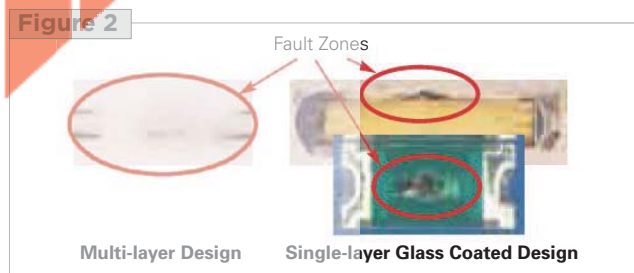 Figure 2
Fault Zones
Multi-layer Design
Single-layer Glass Coated Design